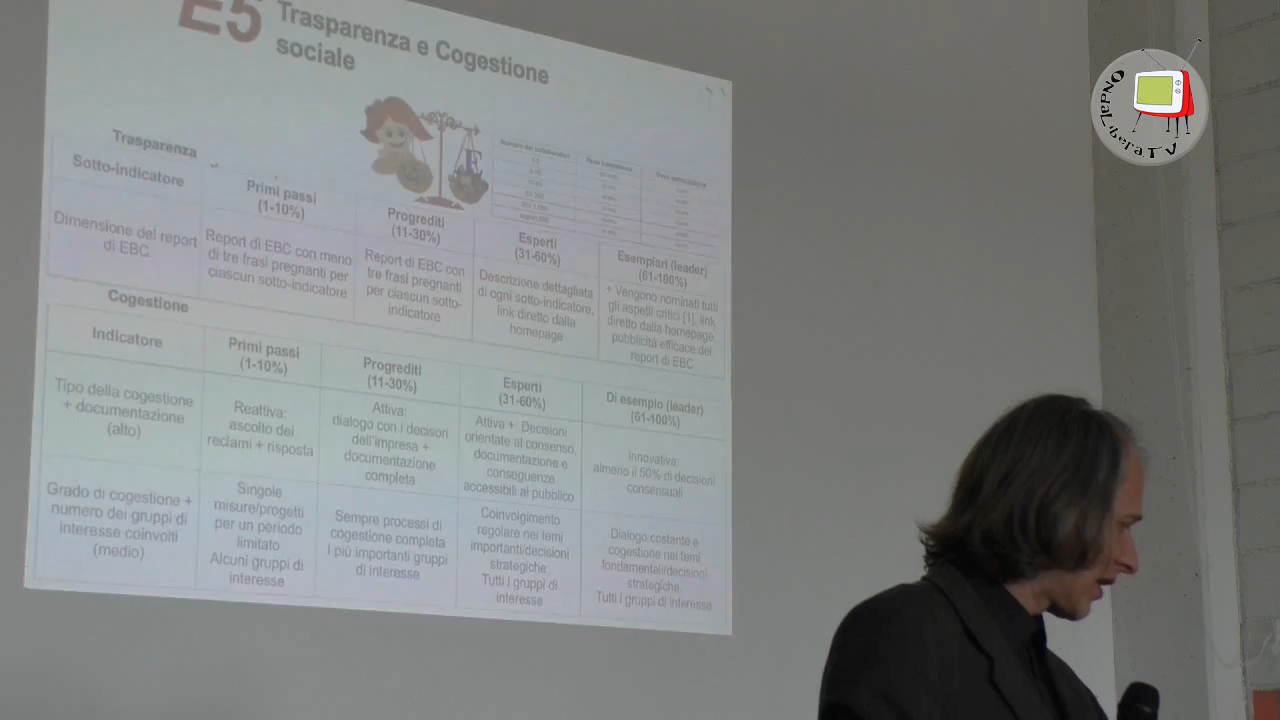 E5
Trasparenza e Cogestione
sociale
Trasparenza
Sotto-indicatore
Primi passi
(1-10%)
Progrediti
(11-30%)
Esperti
(31-60%)
Esemplari (leader)
(61-100%)
Dimensione del report
di EBC
Report di EBC con meno
di tre frasi pregnanti per
ciascun sotto-indicatore
Report di EBC con
tre frasi pregnanti
per ciascun sotto-
indicatore
Descrizione dettagliata
di ogni sotto-indicatore,
link diretto dalla
homepage
+ Vengono nominati tutti
gli aspetti critici [1], link
diretto dalla homepage,
pubblicità efficace del
report di EBC
Cogestione
Indicatore
Primi passi
(1-10%)
Progrediti
(11-30%)
Esperti
(31-60%)
Di esempio (leader)
(61-100%)
Tipo della cogestione
+ documentazione
(alto)
Reattiva:
ascolto dei
reclami + risposta
Attiva:
dialogo con i decisori
dell'impresa +
documentazione
completa
Attiva + Decisioni
orientate al consenso,
documentazione e
conseguenze
accessibili al pubblico
Innovativa:
almeno il 50% di decisioni
consensuali
Grado di cogestione +
numero dei gruppi di
interesse coinvolti
(medio)
Singole
misure/progetti
per un periodo
limitato
Alcuni gruppi di
interesse
Sempre processi di
cogestione completa
I più importanti gruppi
di interesse
Coinvolgimento
regolare nei temi
importanti/decisioni
strategiche
Tutti i gruppi di
interesse
Dialogo costante e
cogestione nei temi
fondamentali/decisioni
strategiche.
Tutti i gruppi di interesse
E
OndaLiberaTV